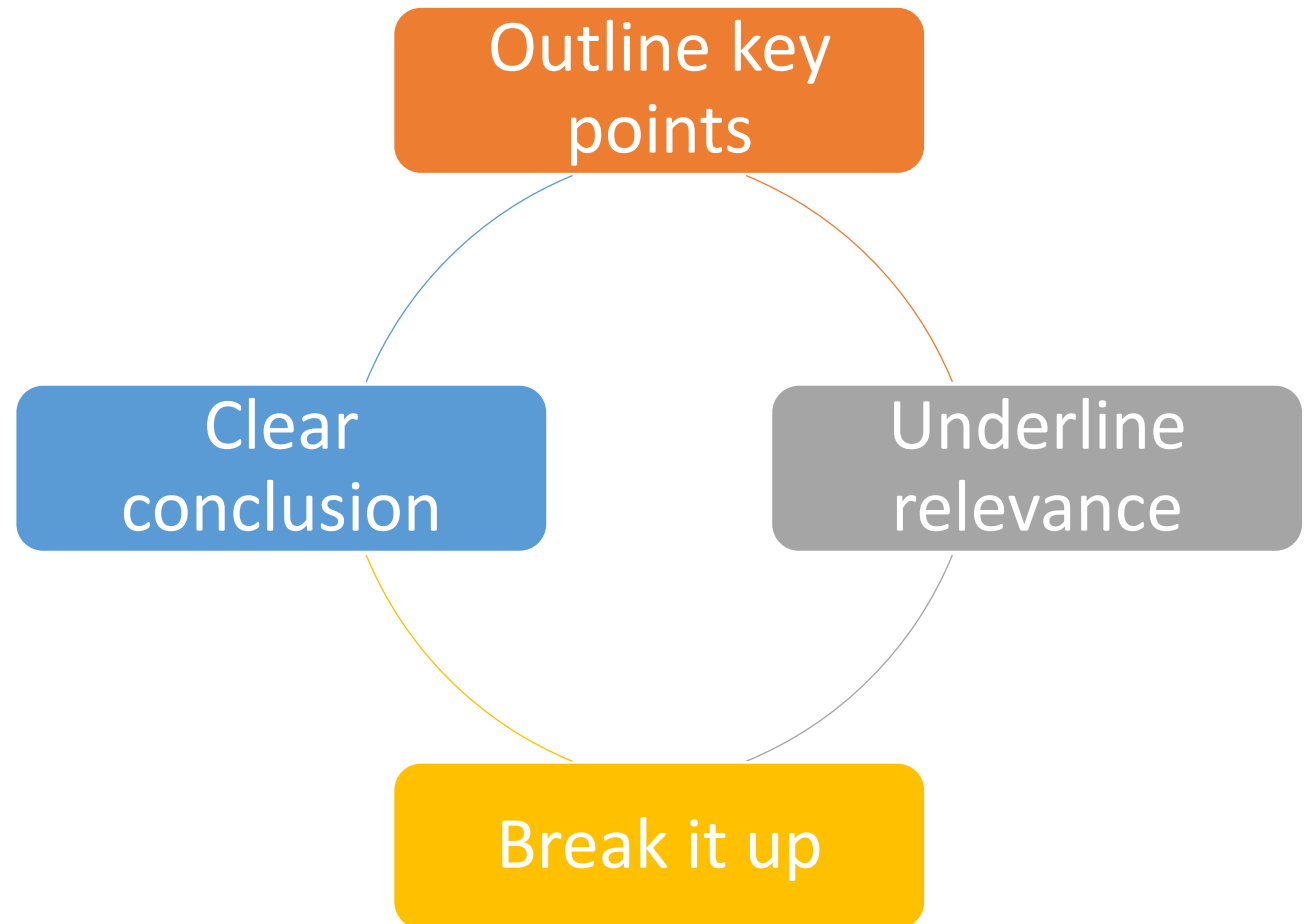 Outline key
points
Clear
conclusion
Underline
relevance
Break it up